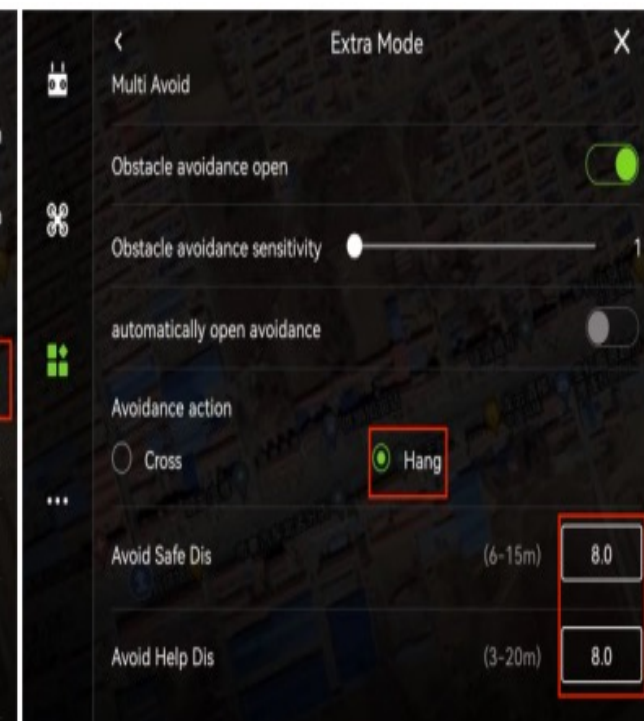 Extra Mode
Multi Avoid
Obstacle avoidance open
Obstacle avoidance sensitivity 1
automatically open avoidance
Avoidance action
Cross Hang
Avoid Safe Dis (6-15m) 8.0
Avoid Help Dis (3-20m) 8.0